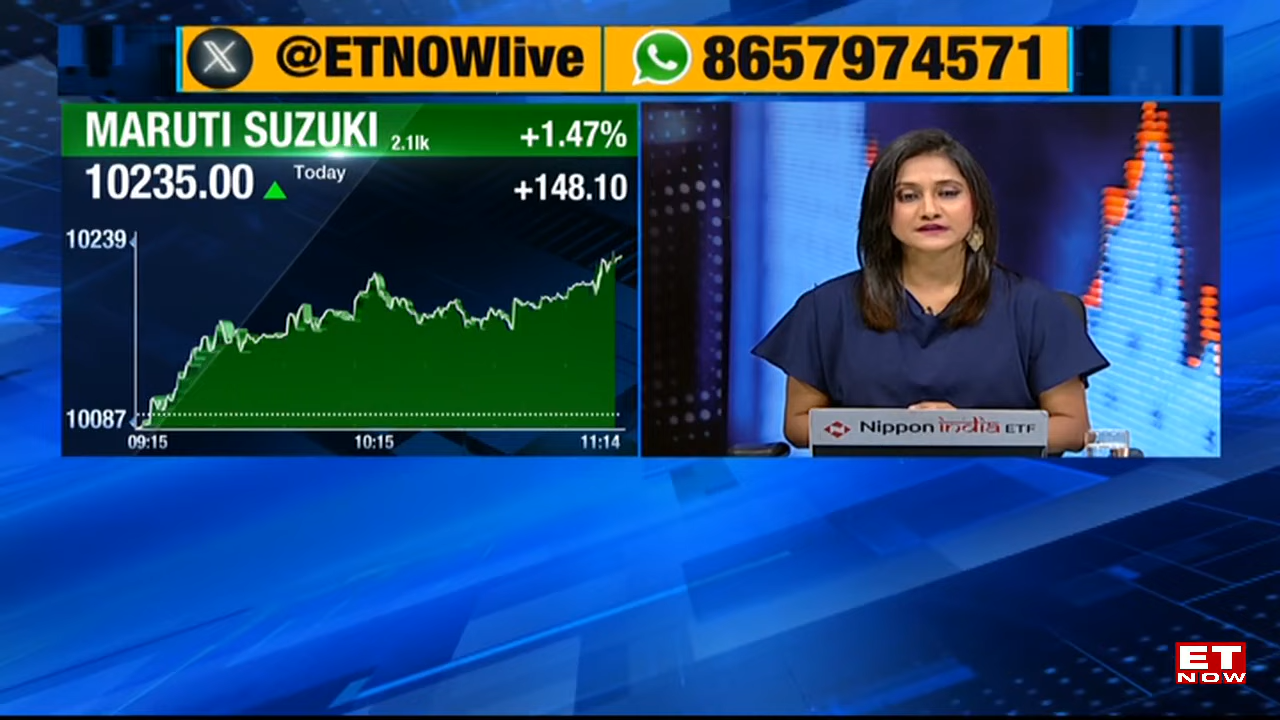 @ETNOWlive 8657974571
MARUTI SUZUKI 2.1lk +1.47%
10235.00 Today +148.10
10239
10087
09:15 10:15 11:14
Nippon india ETF
ET
NOW